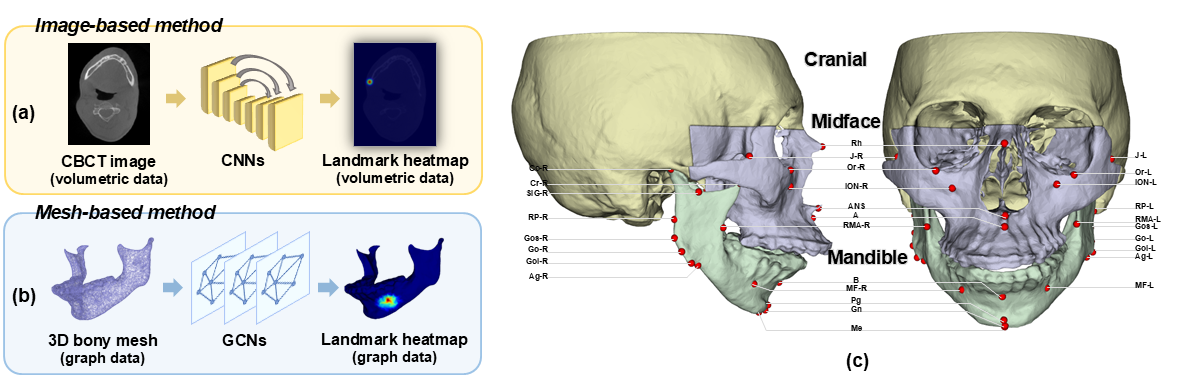 Image-based method
(a)
CBCT image
(volumetric data)
CNNs
Landmark heatmap
(volumetric data)
Mesh-based method
(b)
3D bony mesh
(graph data)
GCNs
Landmark heatmap
(graph data)
Cranial
Midface
Mandible
Co-R
Cr-R
SIG-R
RP-R
Gos-R
Go-R
GoI-R
Ag-R
Rh
J-R
Or-R
ION-R
ANS
A
RMA-R
B
MF-R
Pg
Gn
Me
J-L
Or-L
ION-L
RP-L
RMA-L
Gos-L
Go-L
GoI-L
Ag-L
MF-L
(c)